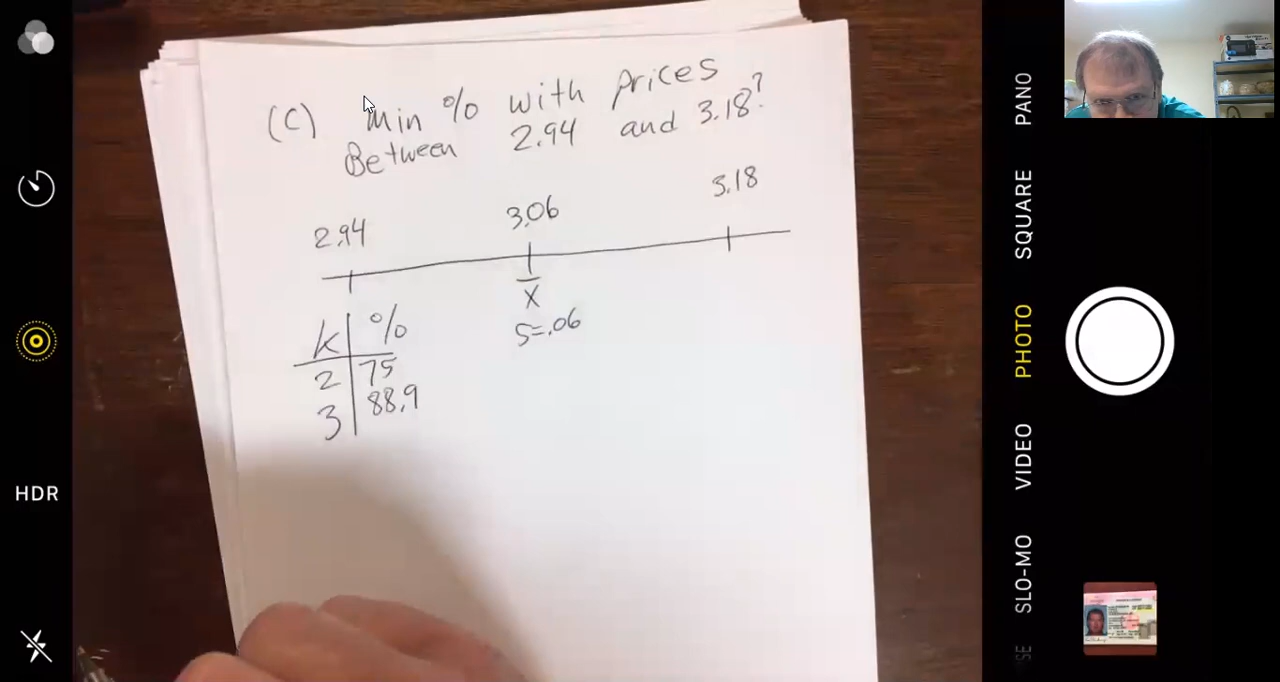 (C) Min % with prices
Between 2.94 and 3.18?
2.94 3.06 3.18
x̄
s=.06
k %
2 75
3 88.9
HDR
PANO
SQUARE
PHOTO
VIDEO
SLO-MO
SE